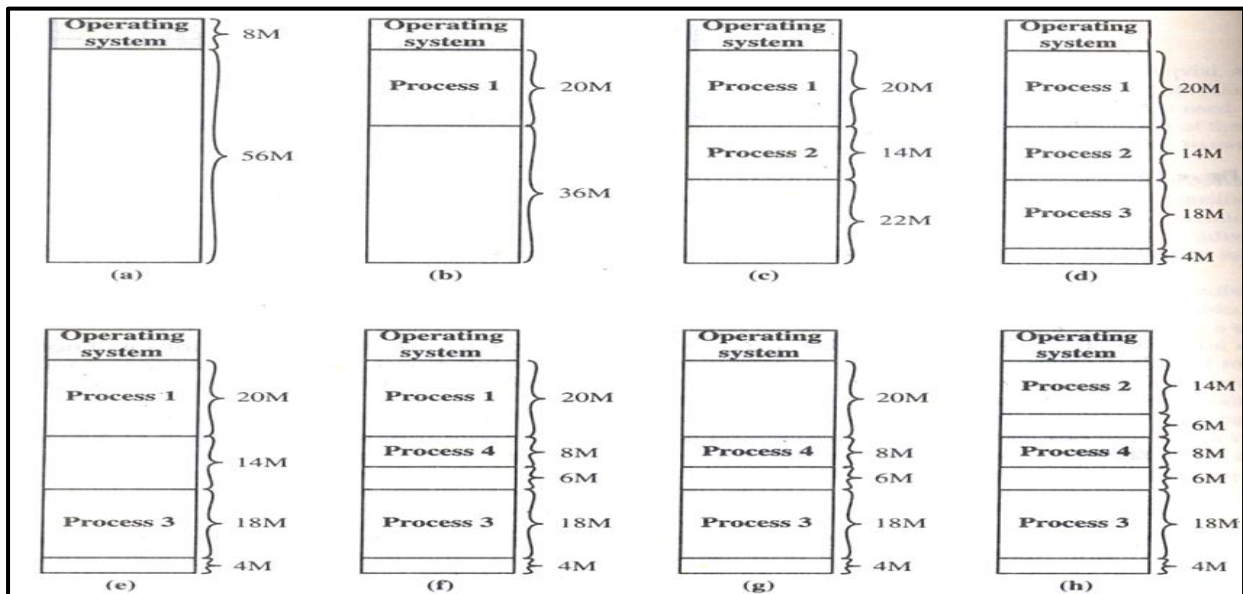 Operating
system
8M
56M
(a)
Operating
system
Process 1
20M
36M
(b)
Operating
system
Process 1
20M
Process 2
14M
22M
(c)
Operating
system
Process 1
20M
Process 2
14M
Process 3
18M
4M
(d)
Operating
system
Process 1
20M
14M
Process 3
18M
4M
(e)
Operating
system
Process 1
20M
Process 4
8M
6M
Process 3
18M
4M
(f)
Operating
system
20M
Process 4
8M
6M
Process 3
18M
4M
(g)
Operating
system
Process 2
14M
6M
Process 4
8M
6M
Process 3
18M
4M
(h)